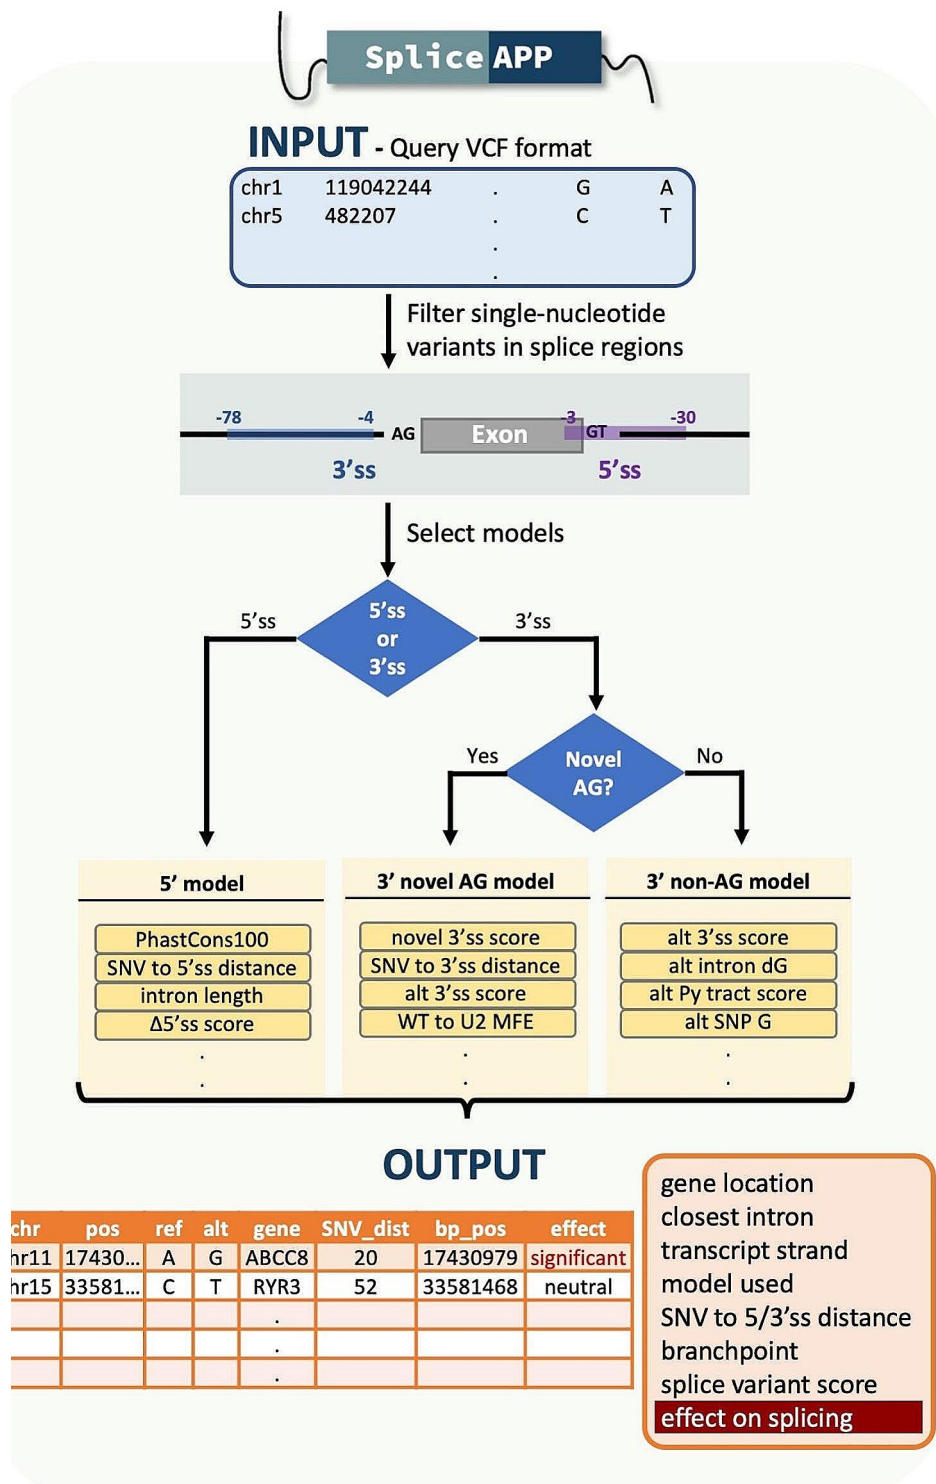 Splice APP
INPUT - Query VCF format
chr1 119042244 . G A
chr5 482207 . C T
.
.
Filter single-nucleotide
variants in splice regions
-78 -4 -3 -30
AG Exon GT
3'ss 5'ss
Select models
5'ss
or
3'ss
5'ss 3'ss
Novel
AG?
Yes No
5' model
PhastCons100
SNV to 5'ss distance
intron length
Δ5'ss score
.
.
3' novel AG model
novel 3'ss score
SNV to 3'ss distance
alt 3'ss score
WT to U2 MFE
.
.
3' non-AG model
alt 3'ss score
alt intron dG
alt Py tract score
alt SNP G
.
.
OUTPUT
chr pos ref alt gene SNV_dist bp_pos effect
hr11 17430... A G ABCC8 20 17430979 significant
hr15 33581... C T RYR3 52 33581468 neutral
.
.
.
gene location
closest intron
transcript strand
model used
SNV to 5/3'ss distance
branchpoint
splice variant score
effect on splicing